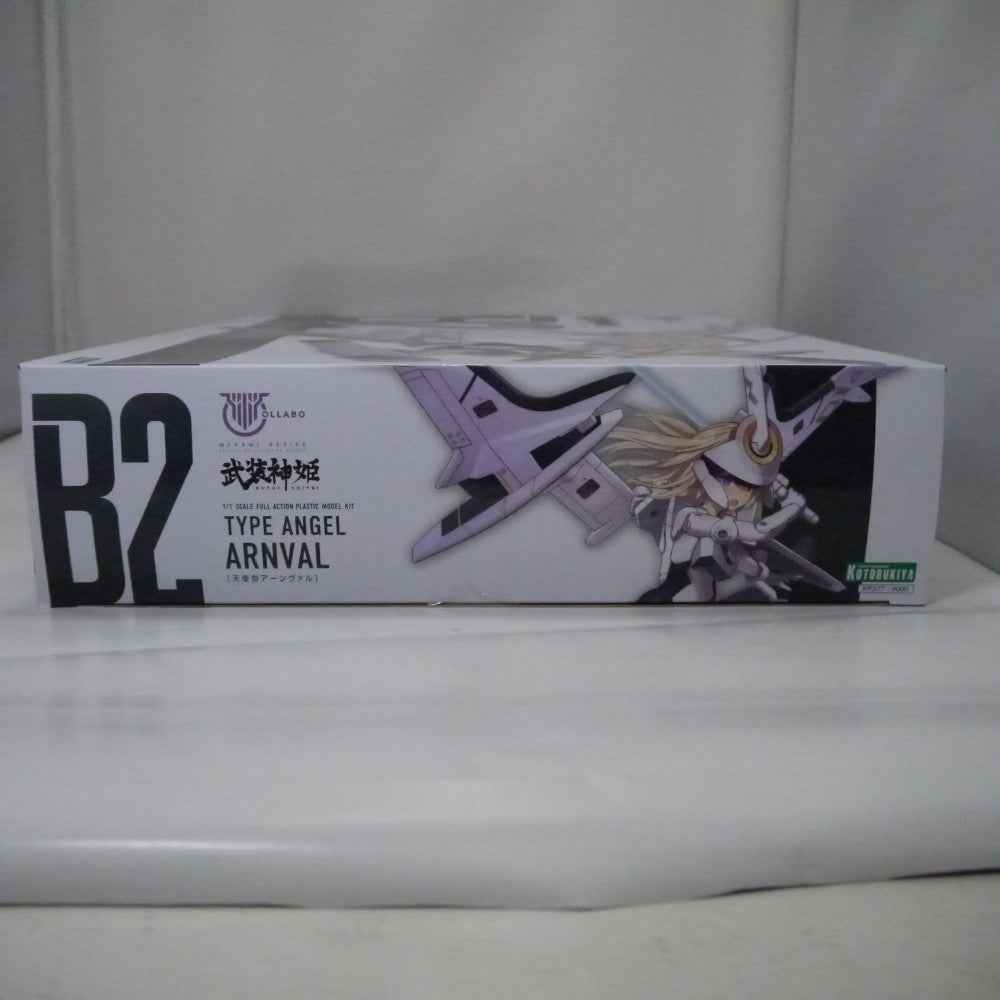 B2
COLLABO
MEGAMI DEVICE
武装神姫
BUSOU SHINKI
1/1 SCALE FULL ACTION PLASTIC MODEL KIT
TYPE ANGEL
ARNVAL
[天使型アーンヴァル]
KOTOBUKIYA